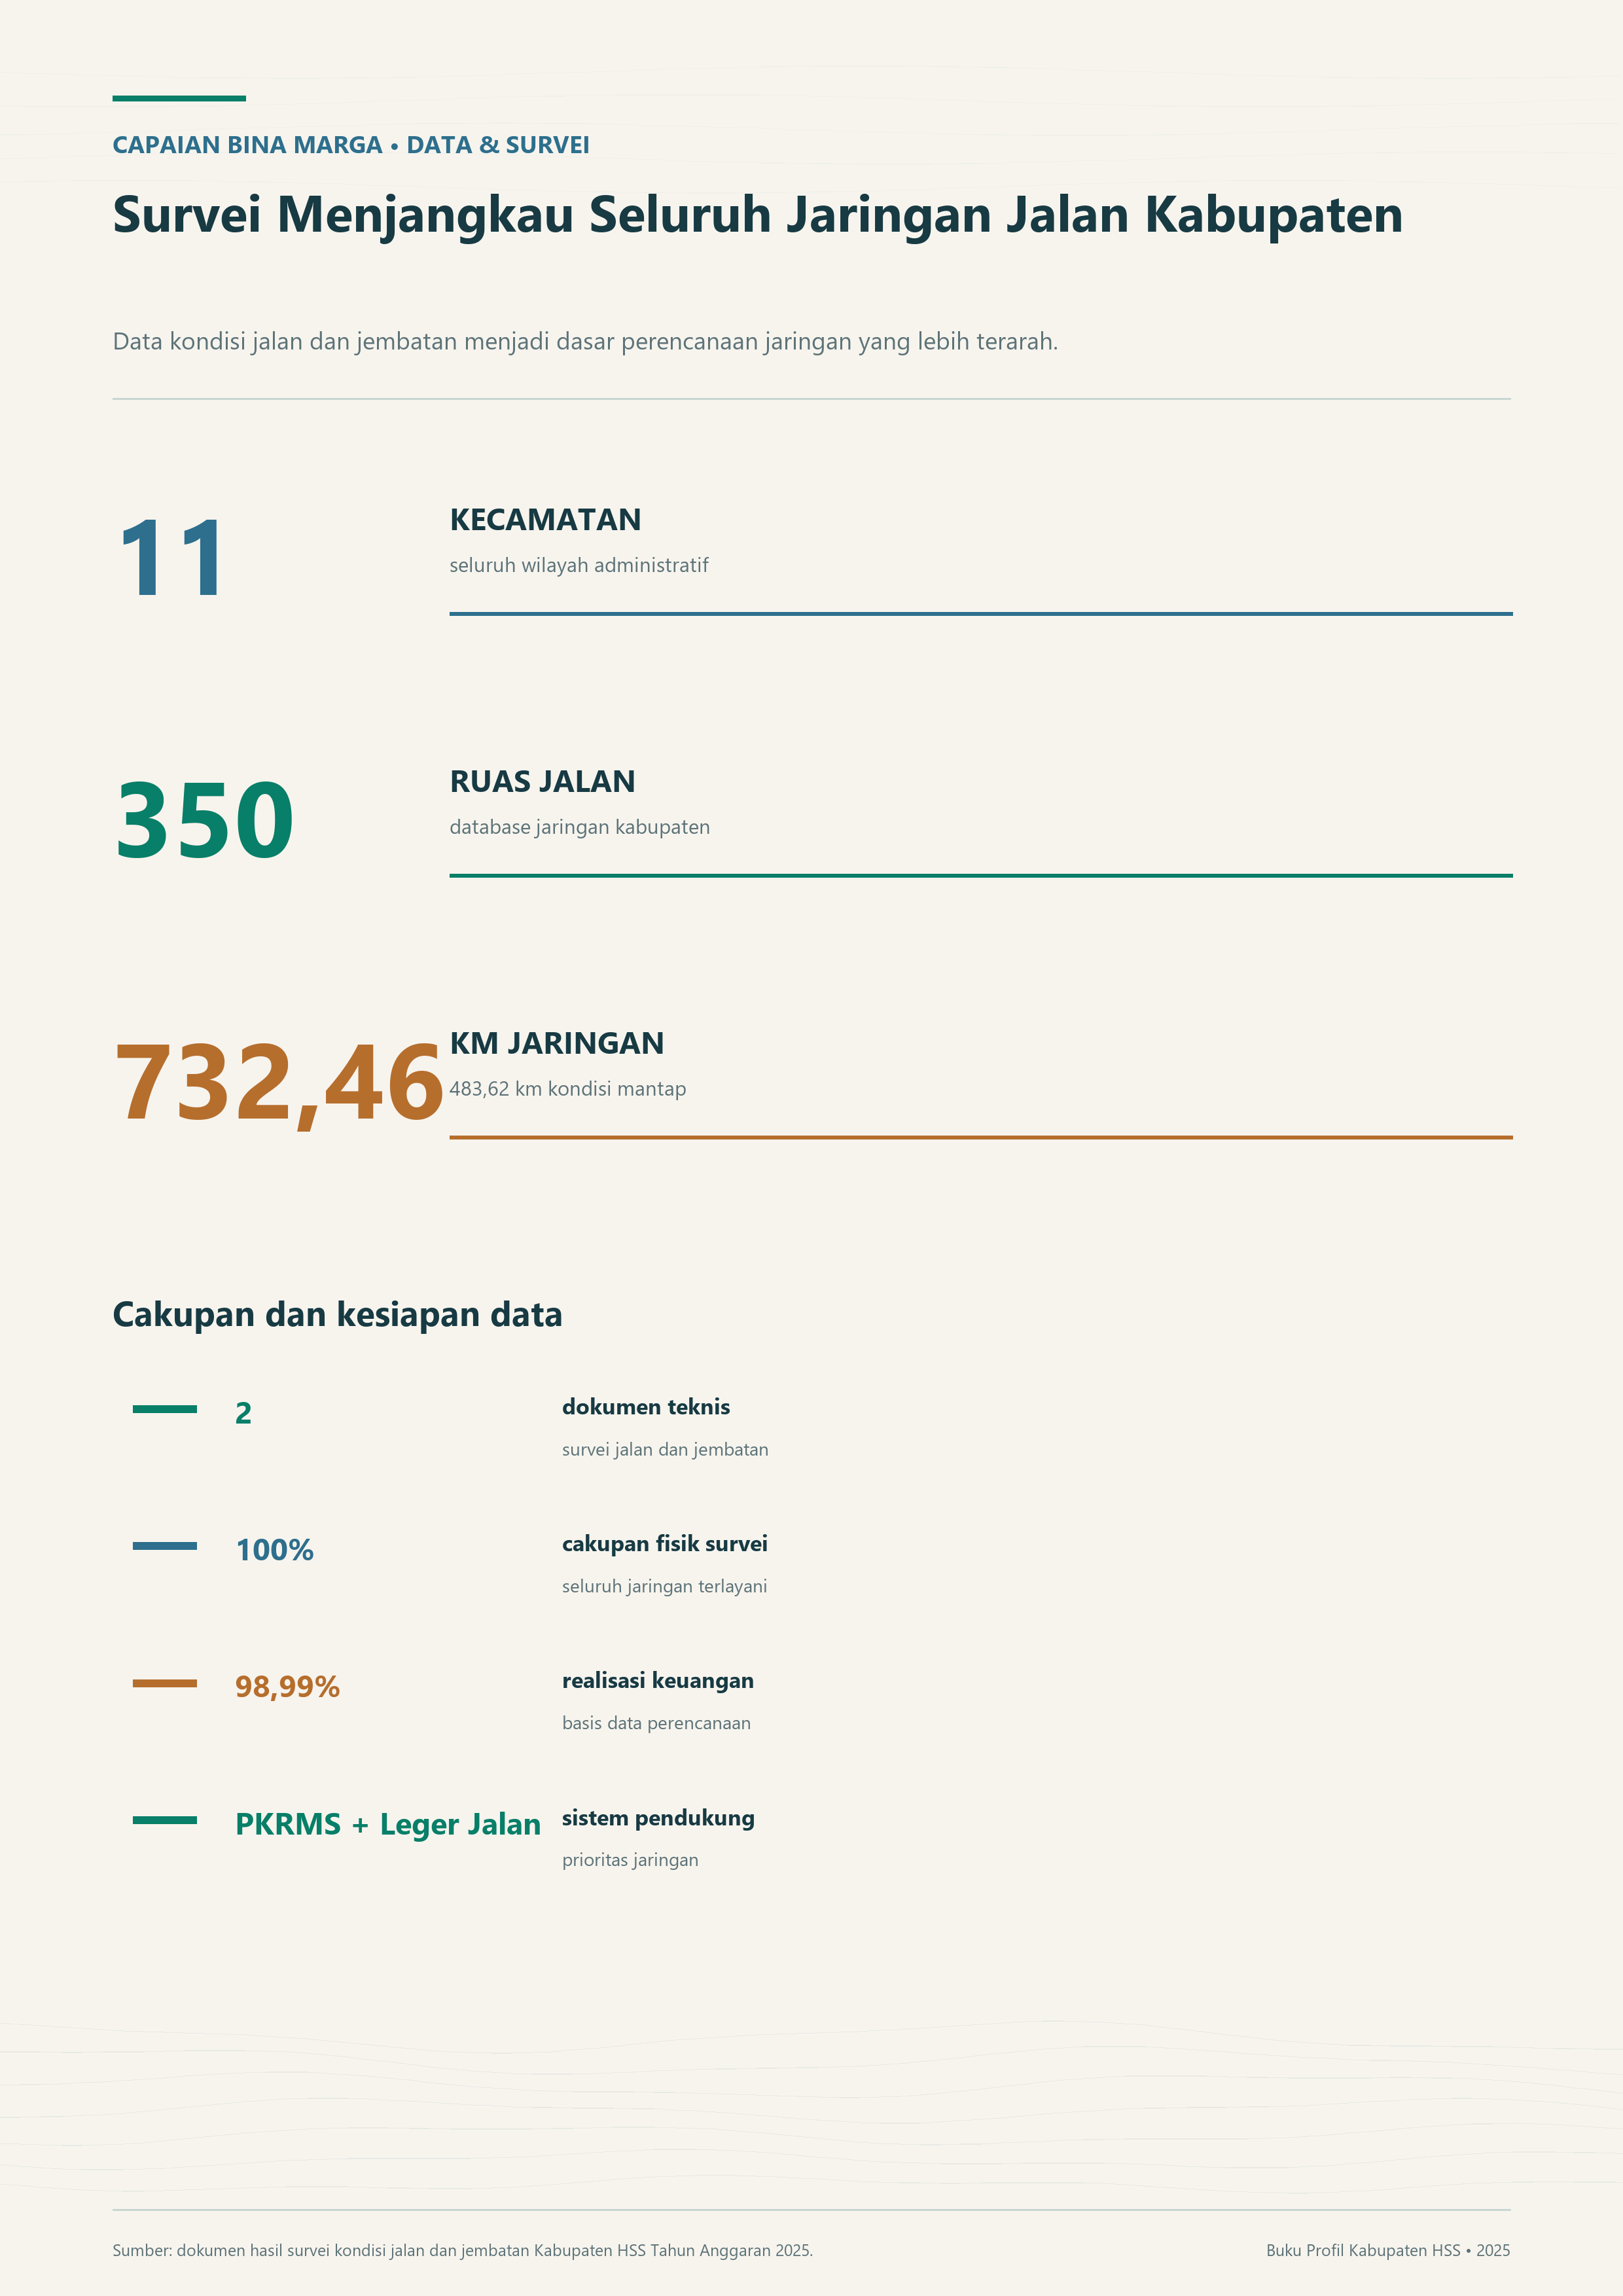 CAPAIAN BINA MARGA • DATA & SURVEI
Survei Menjangkau Seluruh Jaringan Jalan Kabupaten
Data kondisi jalan dan jembatan menjadi dasar perencanaan jaringan yang lebih terarah.
11
KECAMATAN
seluruh wilayah administratif
350
RUAS JALAN
database jaringan kabupaten
732,46
KM JARINGAN
483,62 km kondisi mantap
Cakupan dan kesiapan data
2
dokumen teknis
survei jalan dan jembatan
100%
cakupan fisik survei
seluruh jaringan terlayani
98,99%
realisasi keuangan
basis data perencanaan
PKRMS + Leger Jalan
sistem pendukung
prioritas jaringan
Sumber: dokumen hasil survei kondisi jalan dan jembatan Kabupaten HSS Tahun Anggaran 2025.
Buku Profil Kabupaten HSS • 2025